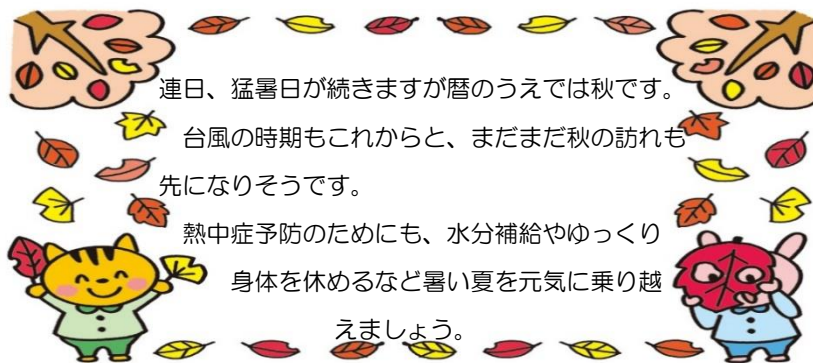 連日、猛暑日が続きますが暦のうえでは秋です。
台風の時期もこれからと、まだまだ秋の訪れも
先になりそうです。
熱中症予防のためにも、水分補給やゆっくり
身体を休めるなど暑い夏を元気に乗り越
えましょう。